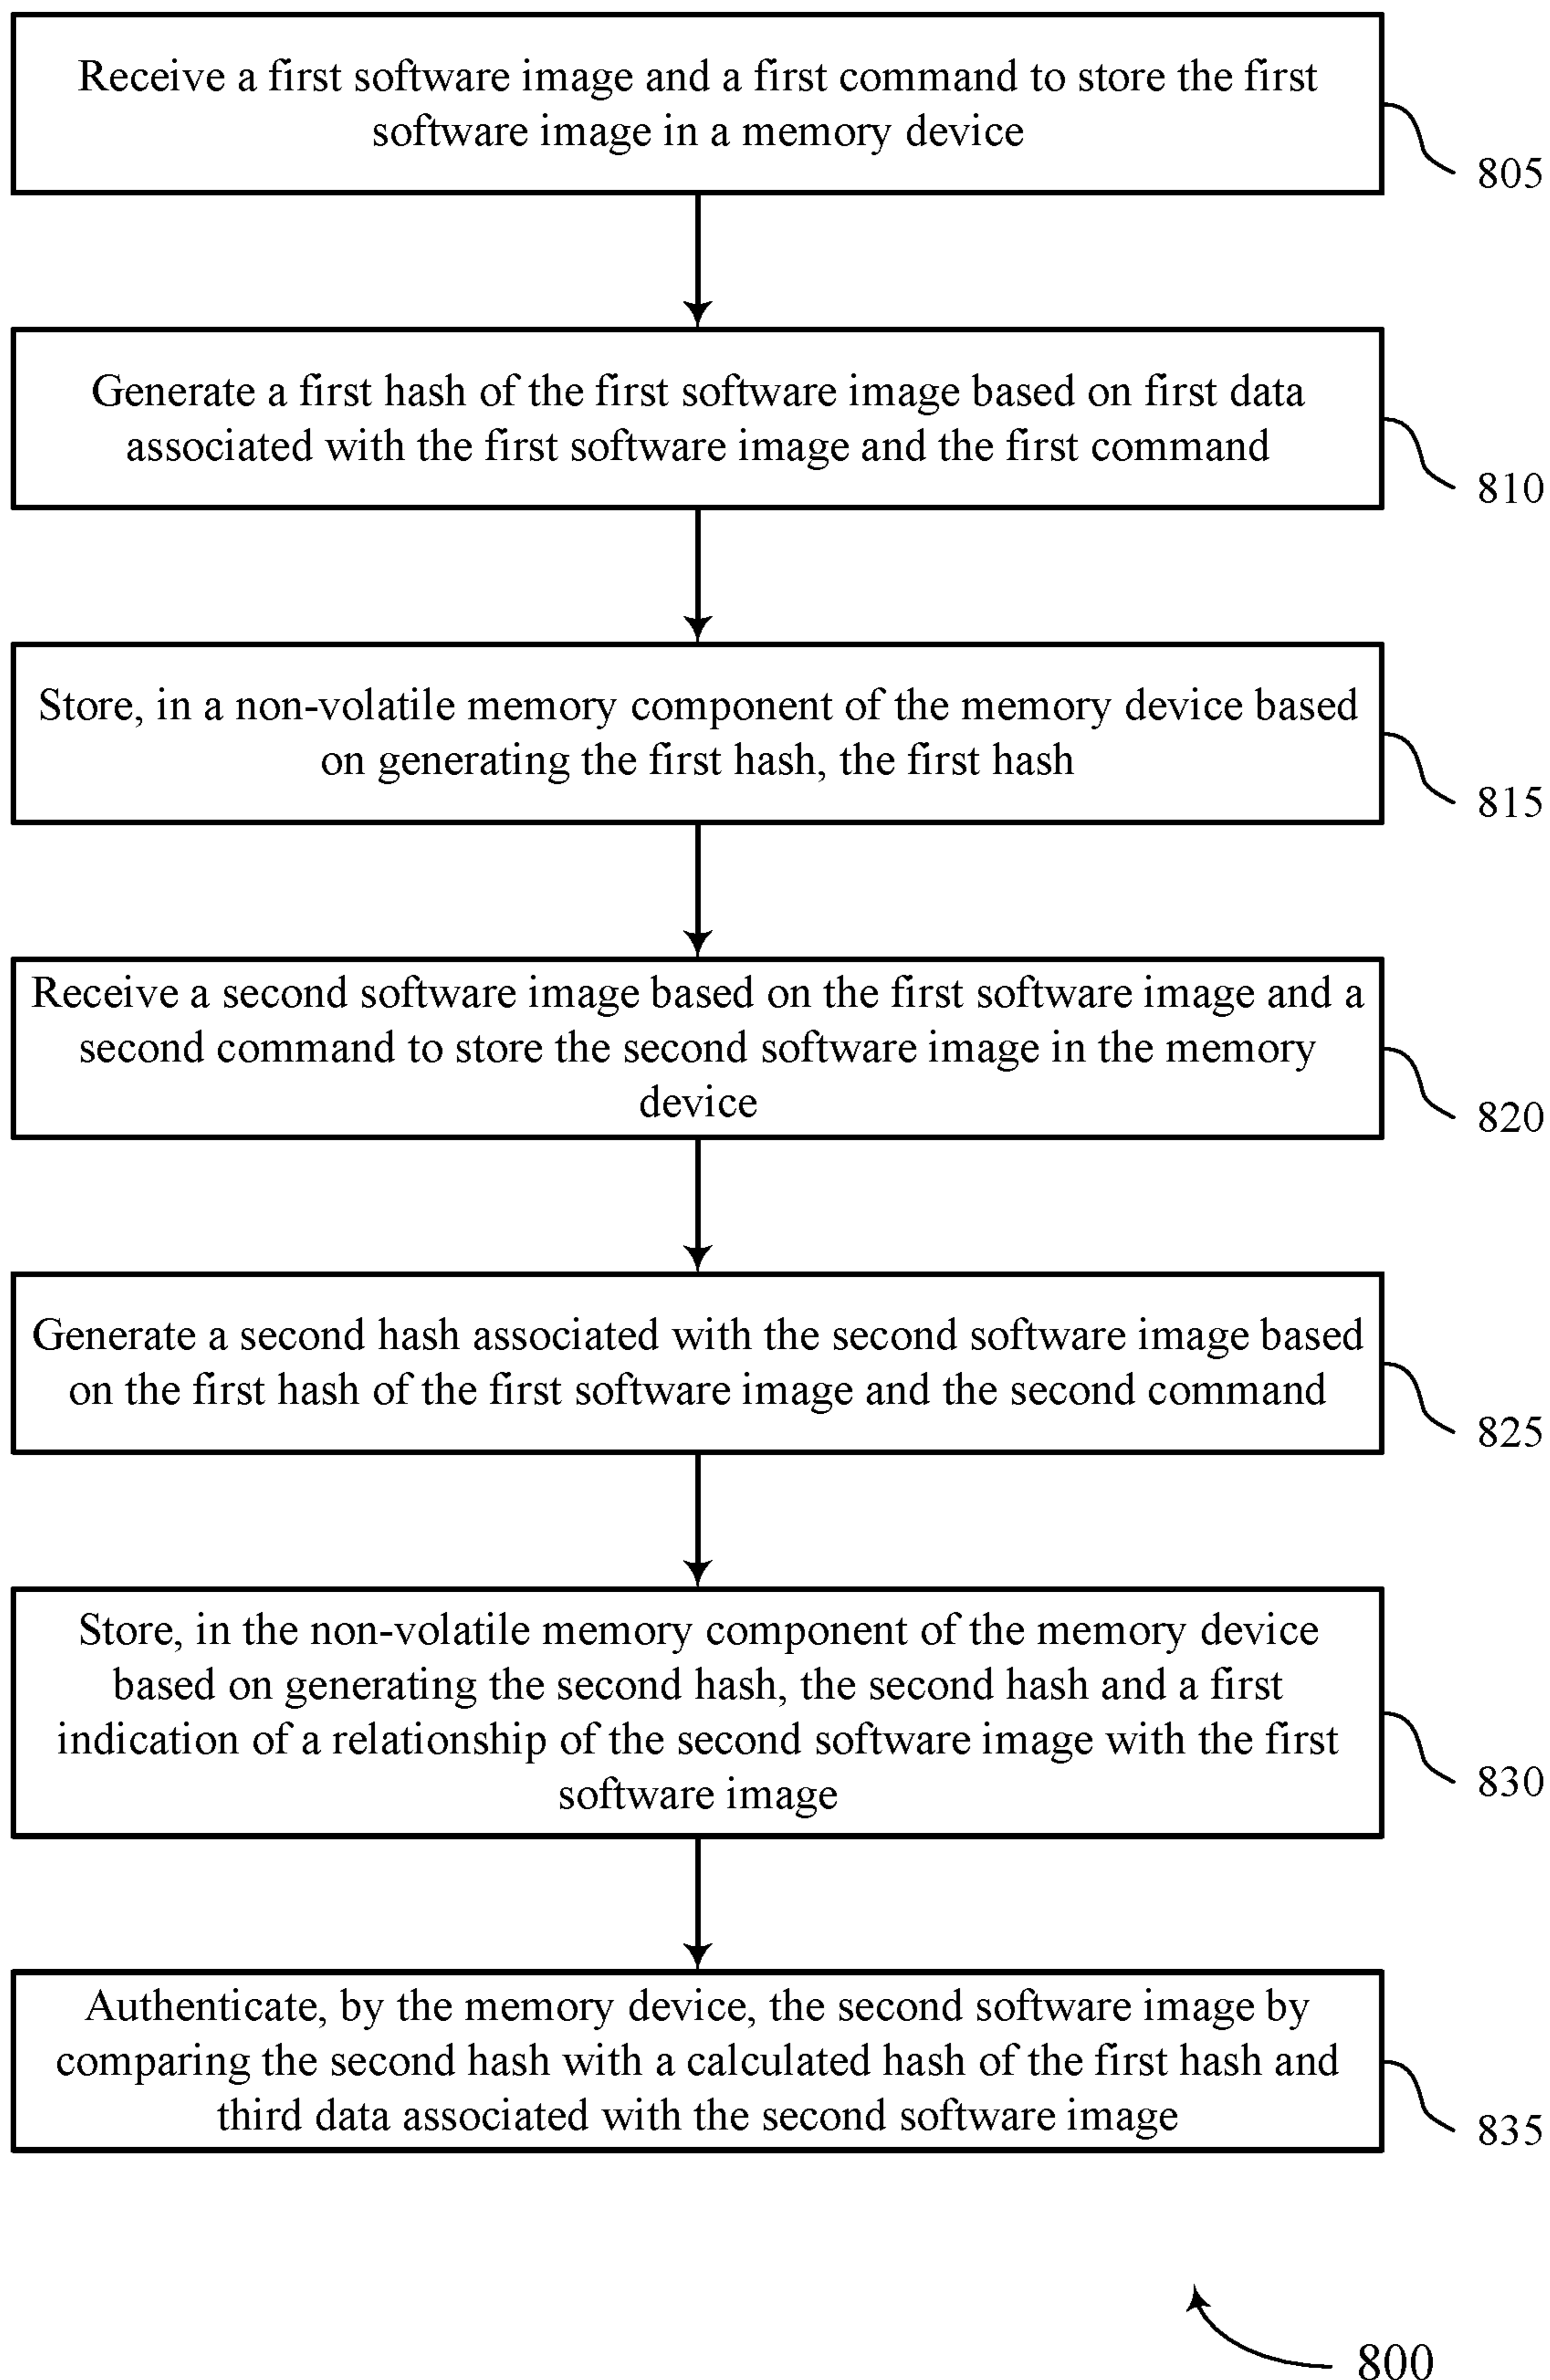 Receive a first software image and a first command to store the first
software image in a memory device
805
Generate a first hash of the first software image based on first data
associated with the first software image and the first command
810
Store, in a non-volatile memory component of the memory device based
on generating the first hash, the first hash
815
Receive a second software image based on the first software image and a
second command to store the second software image in the memory
device
820
Generate a second hash associated with the second software image based
on the first hash of the first software image and the second command
825
Store, in the non-volatile memory component of the memory device
based on generating the second hash, the second hash and a first
indication of a relationship of the second software image with the first
software image
830
Authenticate, by the memory device, the second software image by
comparing the second hash with a calculated hash of the first hash and
third data associated with the second software image
835
800